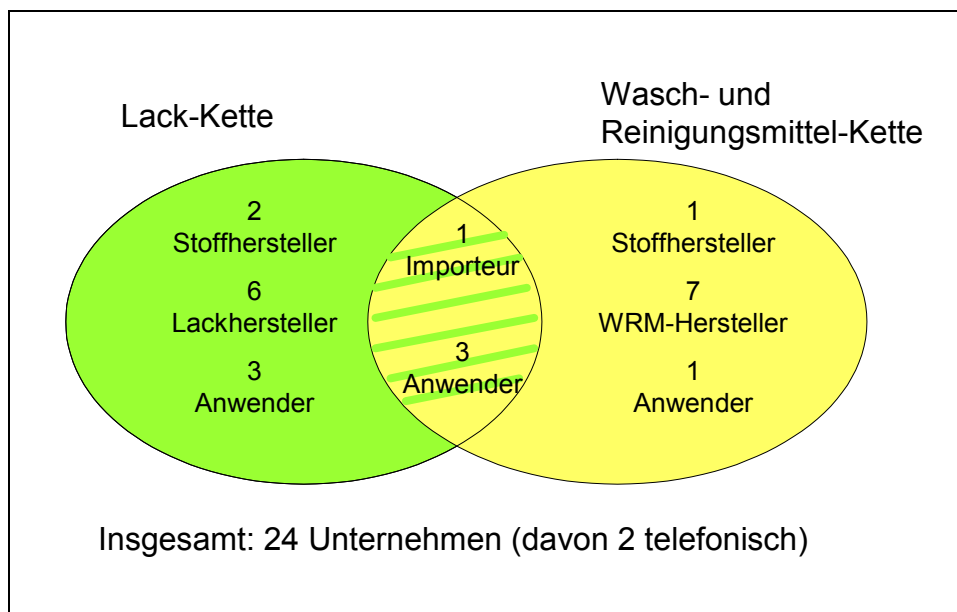 Lack-Kette
Wasch- und
Reinigungsmittel-Kette
2
Stoffhersteller
6
Lackhersteller
3
Anwender
1
Importeur
3
Anwender
1
Stoffhersteller
7
WRM-Hersteller
1
Anwender
Insgesamt: 24 Unternehmen (davon 2 telefonisch)